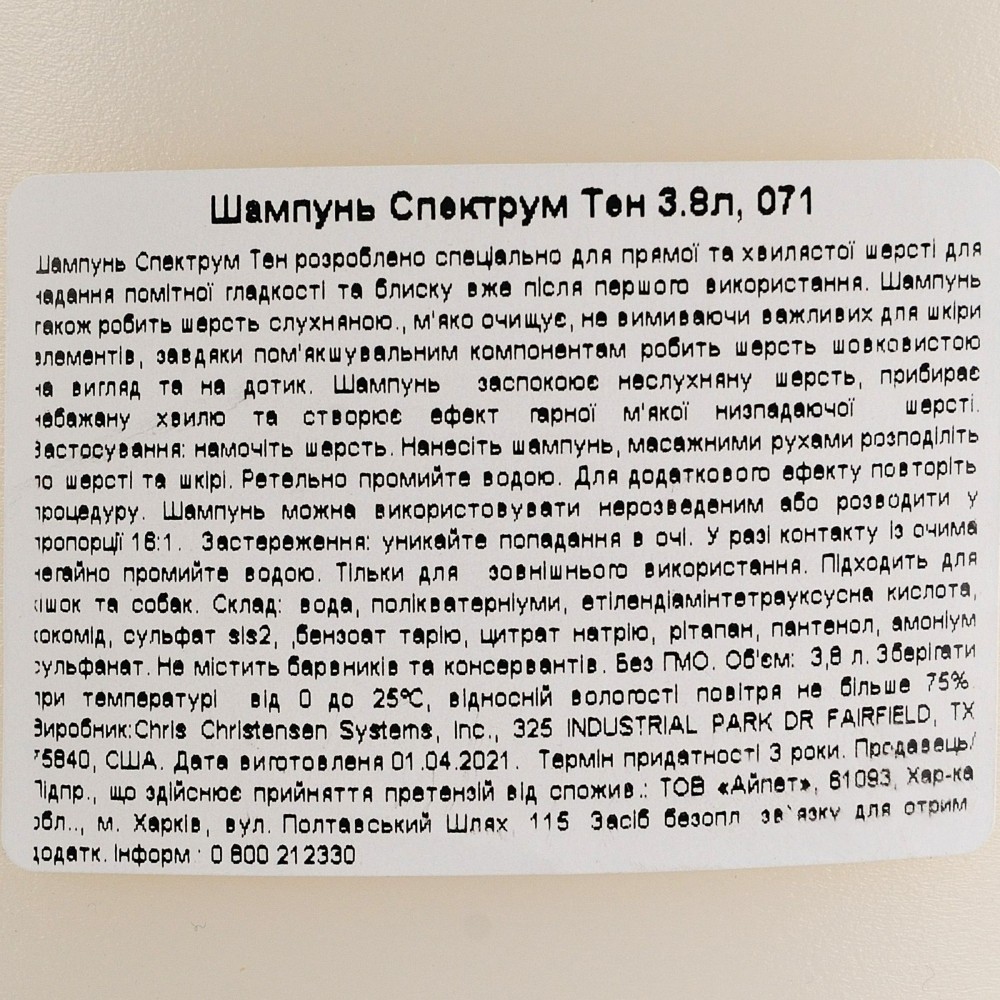 Шампунь Спектрум Тен 3.8л, 071
Шампунь Спектрум Тен розроблено спеціально для прямої та хвилястої шерсті для
надання помітної гладкості та блиску вже після першого використання. Шампунь
також робить шерсть слухняною., м'яко очищує, не вимиваючи важливих для шкіри
елементів, завдяки пом'якшувальним компонентам робить шерсть шовковистою
на вигляд та на дотик. Шампунь заспокоює неслухняну шерсть, прибирає
небажану хвилю та створює ефект гарної м'якої низпадаючої шерсті.
Застосування: намочіть шерсть. Нанесіть шампунь, масажними рухами розподіліть
по шерсті та шкірі. Ретельно промийте водою. Для додаткового ефекту повторіть
процедуру. Шампунь можна використовувати нерозведеним або розводити у
пропорції 16:1. Застереження: уникайте попадання в очі. У разі контакту із очима
негайно промийте водою. Тільки для зовнішнього використання. Підходить для
кішок та собак. Склад: вода, полікватерніуми, етілендіамінтетрауксусна кислота,
кокомід, сульфат sls2, ,бензоат тарію, цитрат натрію, рітапан, пантенол, амоніум
сульфанат. Не містить барвників та консервантів. Без ГМО. Об'єм: 3,8 л. Зберігати
при температурі від 0 до 25°C, відносній вологості повітря не більше 75%.
Виробник:Chris Christensen Systems, Inc., 325 INDUSTRIAL PARK DR FAIRFIELD, TX
75840, США. Дата виготовленя 01.04.2021. Термін придатності 3 роки. Продавець/
Підпр., що здійснює прийняття претензій від спожив.: ТОВ «Айпет», 61093, Хар-ка
обл.., м. Харків, вул. Полтавський Шлях 115 Засіб безопл зв`язку для отрим
додатк. Інформ : 0 800 212330